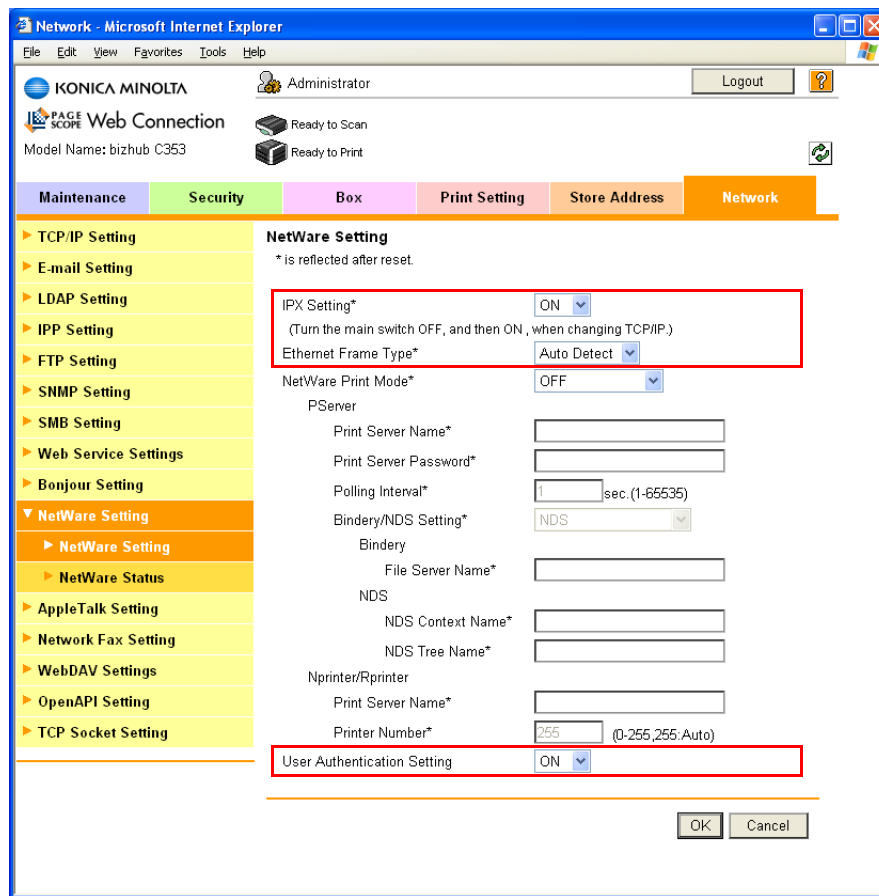 Network - Microsoft Internet Explorer
File Edit View Favorites Tools Help
KONICA MINOLTA
Administrator
Logout
?
PAGE SCOPE Web Connection
Ready to Scan
Model Name: bizhub C353
Ready to Print
Maintenance Security Box Print Setting Store Address Network
TCP/IP Setting
E-mail Setting
LDAP Setting
IPP Setting
FTP Setting
SNMP Setting
SMB Setting
Web Service Settings
Bonjour Setting
NetWare Setting
NetWare Setting
NetWare Status
AppleTalk Setting
Network Fax Setting
WebDAV Settings
OpenAPI Setting
TCP Socket Setting
NetWare Setting
* is reflected after reset.
IPX Setting* ON
(Turn the main switch OFF, and then ON , when changing TCP/IP.)
Ethernet Frame Type* Auto Detect
NetWare Print Mode* OFF
PServer
Print Server Name*
Print Server Password*
Polling Interval* 1 sec.(1-65535)
Bindery/NDS Setting* NDS
Bindery
File Server Name*
NDS
NDS Context Name*
NDS Tree Name*
Nprinter/Rprinter
Print Server Name*
Printer Number* 255 (0-255,255:Auto)
User Authentication Setting ON
OK Cancel